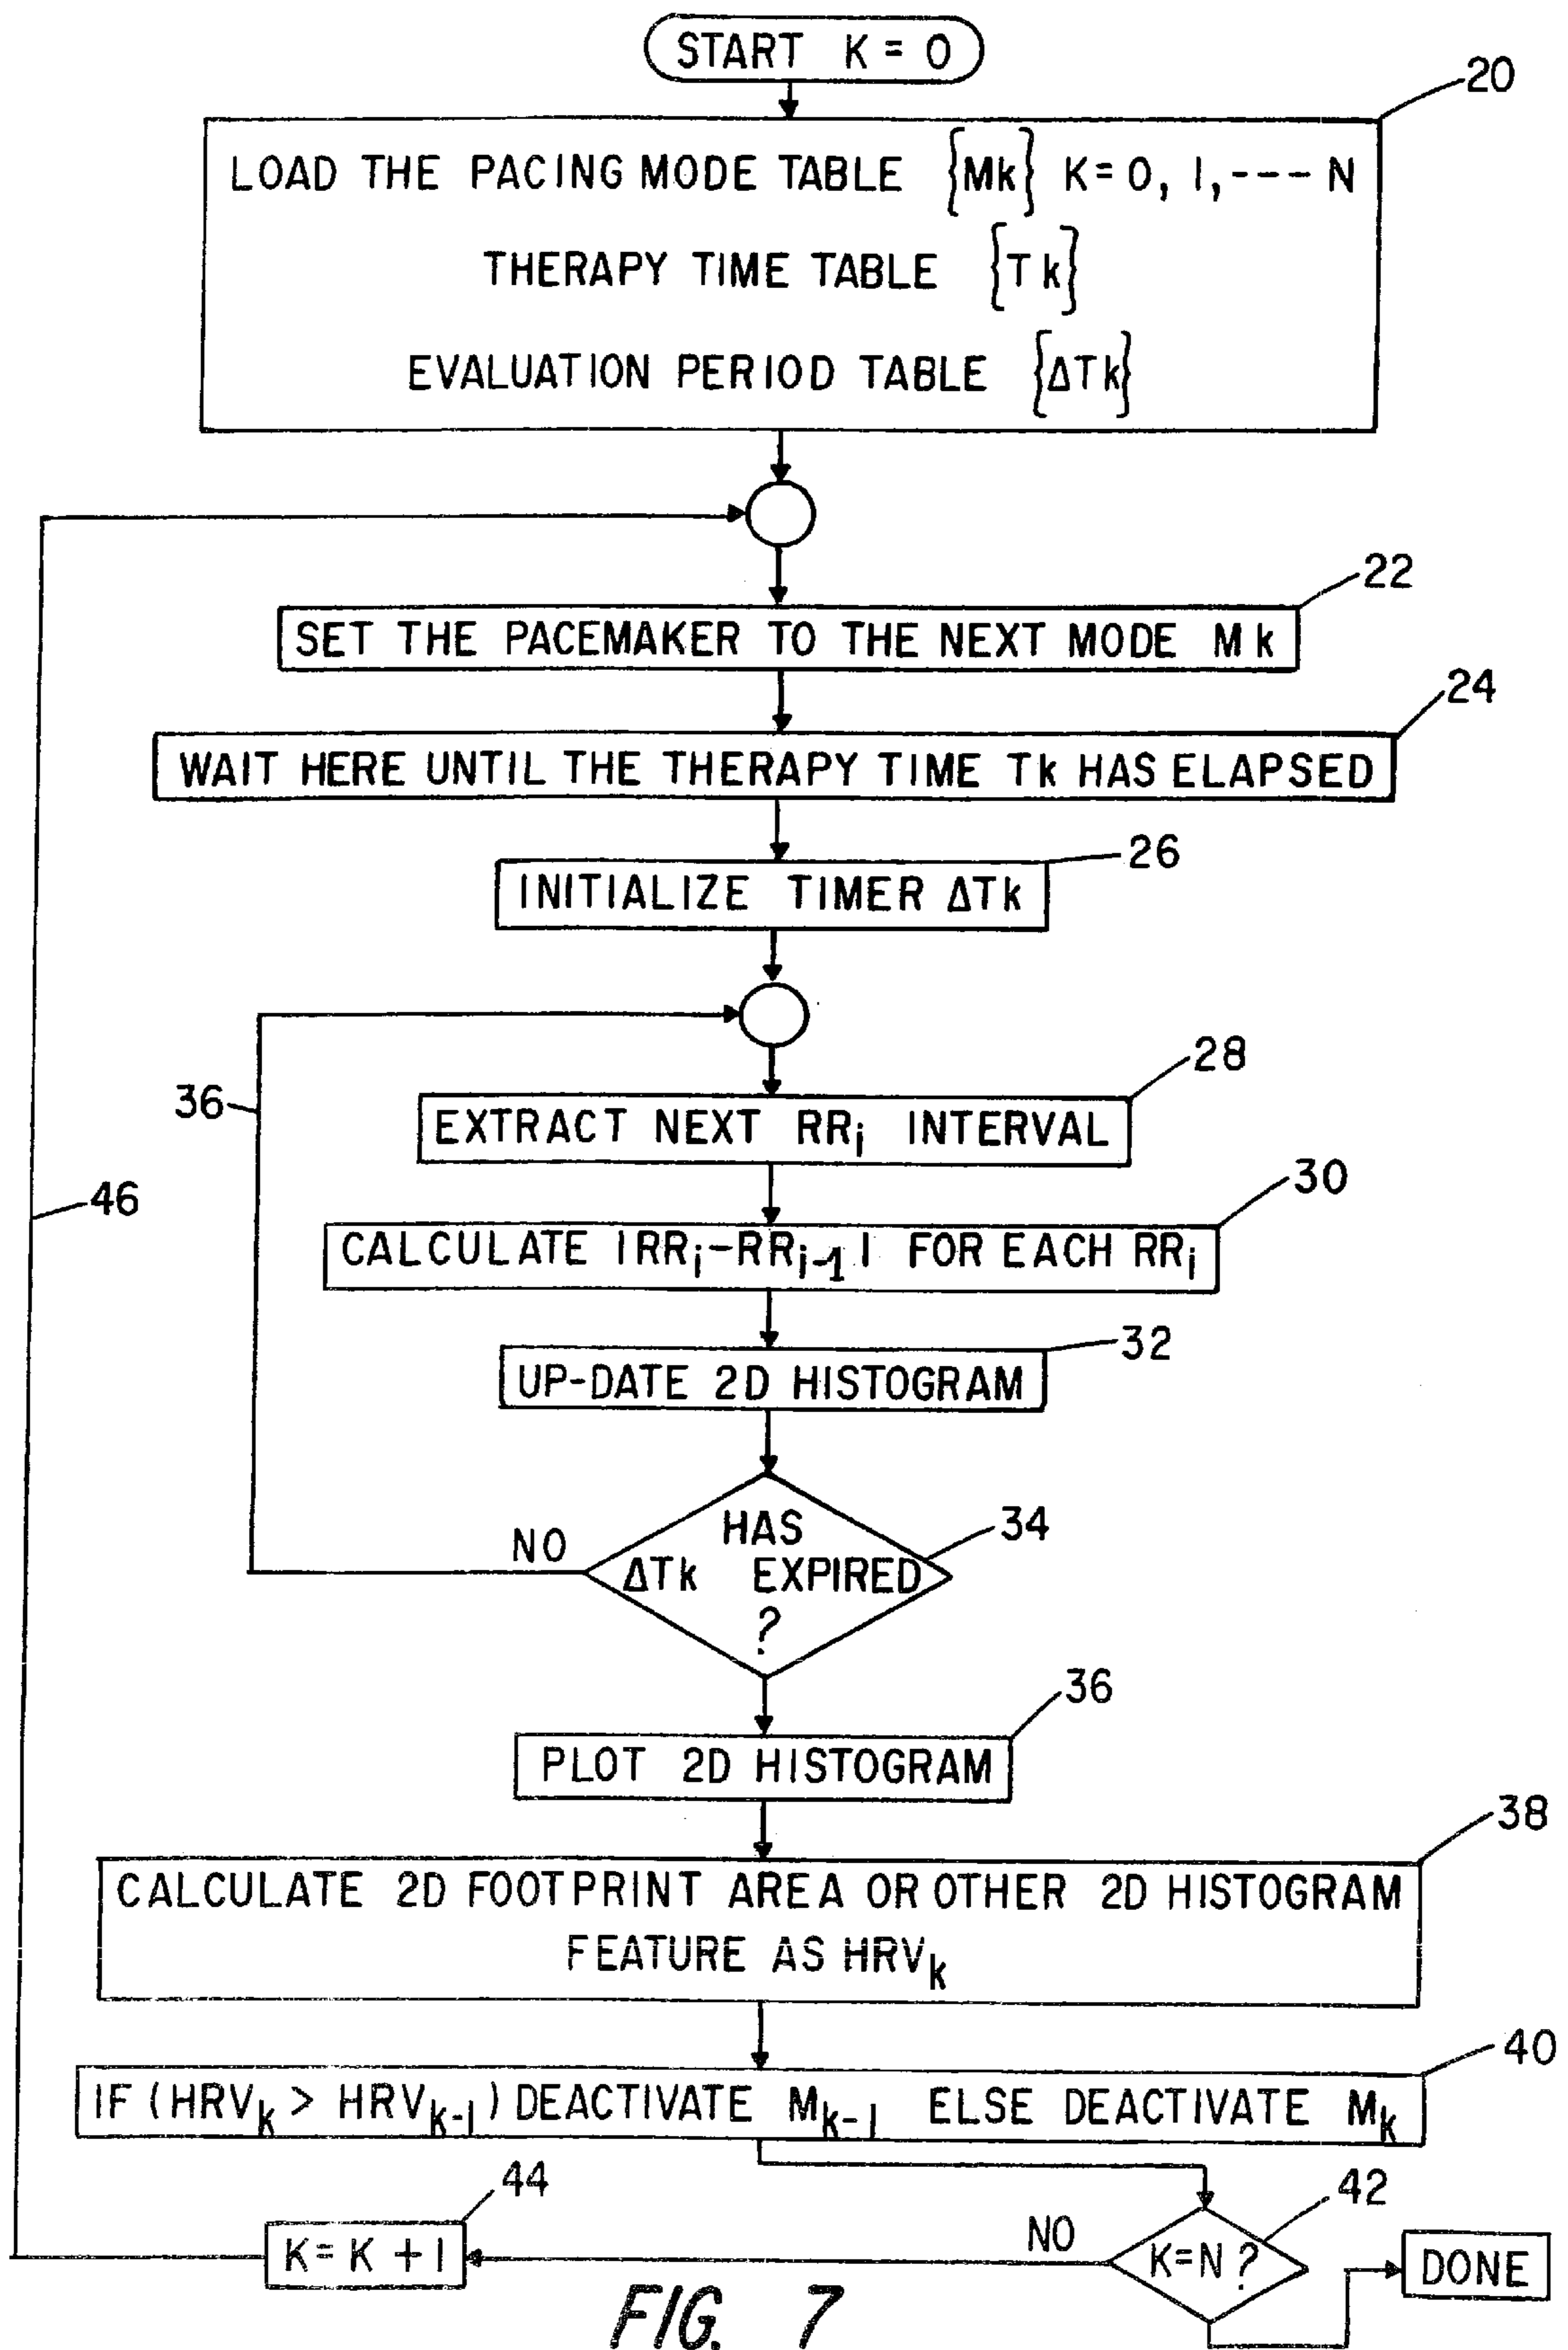 START K = 0
20
LOAD THE PACING MODE TABLE {Mk} K = 0, 1, --- N
THERAPY TIME TABLE {Tk}
EVALUATION PERIOD TABLE {ΔTk}
22
SET THE PACEMAKER TO THE NEXT MODE Mk
24
WAIT HERE UNTIL THE THERAPY TIME Tk HAS ELAPSED
26
INITIALIZE TIMER ΔTk
28
36
EXTRACT NEXT RRi INTERVAL
30
46
CALCULATE |RRi-RRi-1| FOR EACH RRi
32
UP-DATE 2D HISTOGRAM
34
NO
HAS
ΔTk EXPIRED
?
36
PLOT 2D HISTOGRAM
38
CALCULATE 2D FOOTPRINT AREA OR OTHER 2D HISTOGRAM
FEATURE AS HRVk
40
IF (HRVk > HRVk-1) DEACTIVATE Mk-1 ELSE DEACTIVATE Mk
44
42
K = K + 1
NO
K=N ?
DONE
FIG. 7